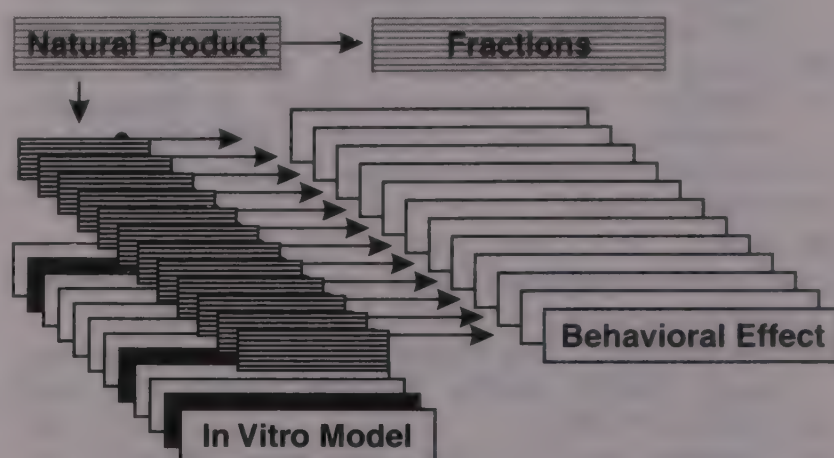 Natural Product
Fractions
Behavioral Effect
In Vitro Model